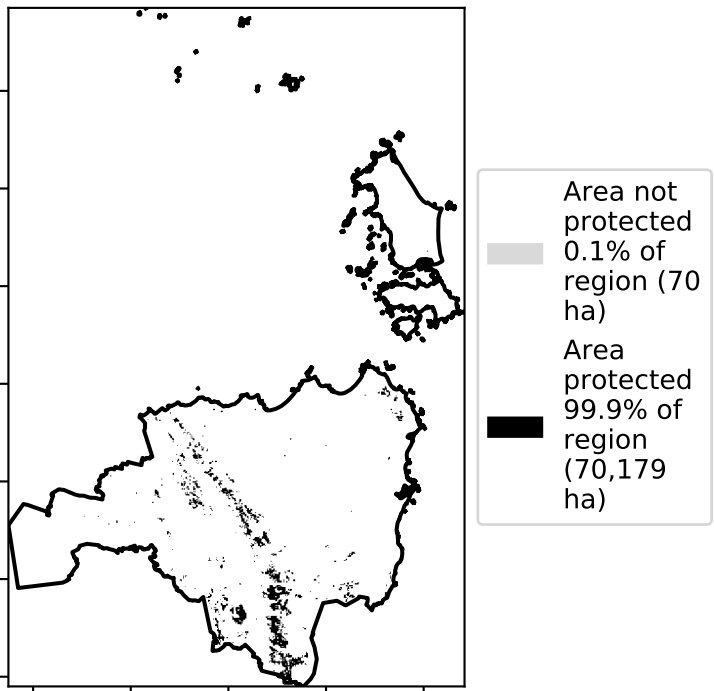 Area not
protected
0.1% of
region (70
ha)
Area
protected
99.9% of
region
(70,179
ha)